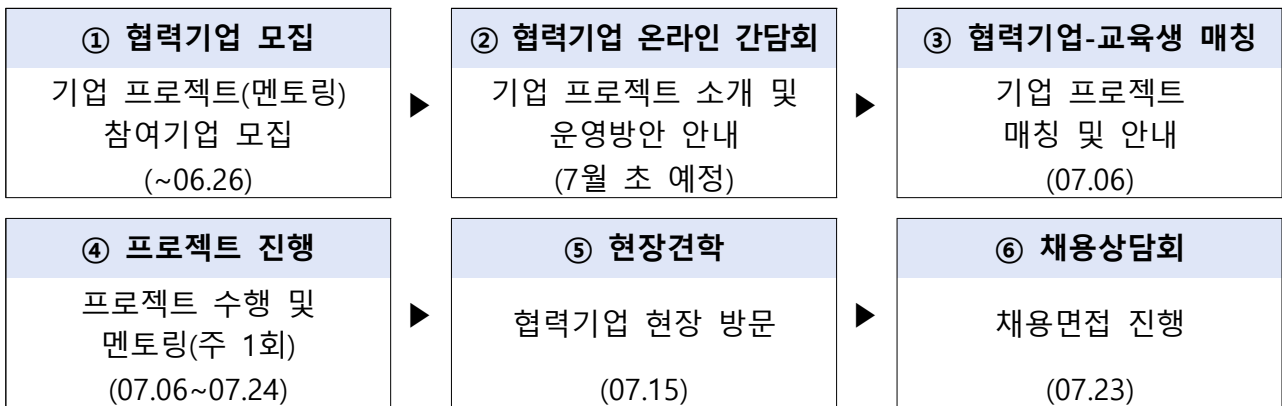 ① 협력기업 모집
기업 프로젝트(멘토링)
참여기업 모집
(~06.26)
▶
② 협력기업 온라인 간담회
기업 프로젝트 소개 및
운영방안 안내
(7월 초 예정)
▶
③ 협력기업-교육생 매칭
기업 프로젝트
매칭 및 안내
(07.06)
④ 프로젝트 진행
프로젝트 수행 및
멘토링(주 1회)
(07.06~07.24)
▶
⑤ 현장견학
협력기업 현장 방문
(07.15)
▶
⑥ 채용상담회
채용면접 진행
(07.23)